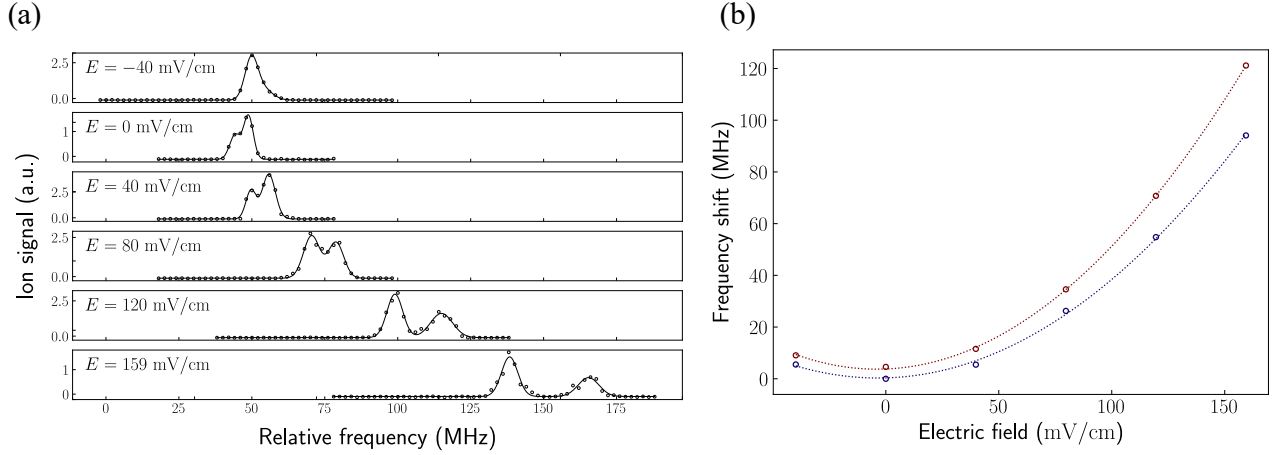 (a)
(b)
Ion signal (a.u.)
2.5
0.0
E = −40 mV/cm
1
0
E = 0 mV/cm
2.5
0.0
E = 40 mV/cm
2.5
0.0
E = 80 mV/cm
2.5
0.0
E = 120 mV/cm
1
0
E = 159 mV/cm
0 25 50 75 100 150 175
Relative frequency (MHz)
Frequency shift (MHz)
120
100
80
60
40
20
0
0 50 100 150
Electric field (mV/cm)